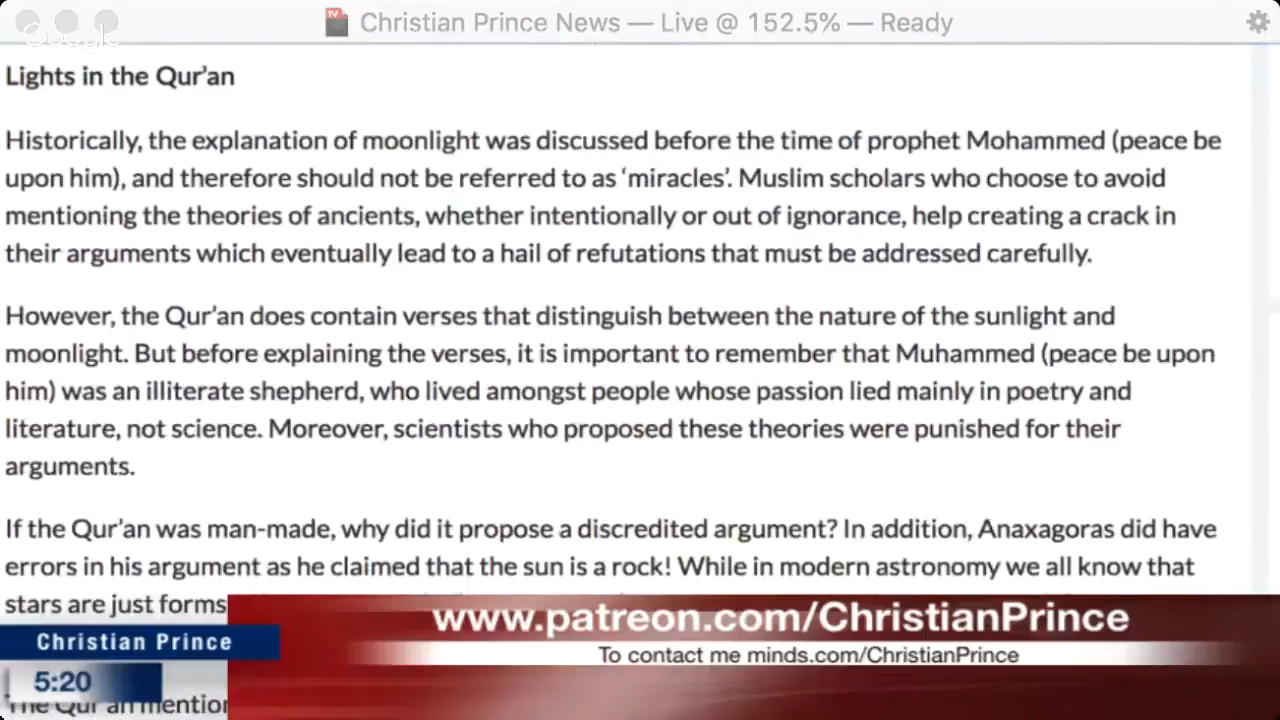 Christian Prince News — Live @ 152.5% — Ready
Google
Lights in the Qur’an
Historically, the explanation of moonlight was discussed before the time of prophet Mohammed (peace be
upon him), and therefore should not be referred to as ‘miracles’. Muslim scholars who choose to avoid
mentioning the theories of ancients, whether intentionally or out of ignorance, help creating a crack in
their arguments which eventually lead to a hail of refutations that must be addressed carefully.
However, the Qur’an does contain verses that distinguish between the nature of the sunlight and
moonlight. But before explaining the verses, it is important to remember that Muhammed (peace be upon
him) was an illiterate shepherd, who lived amongst people whose passion lied mainly in poetry and
literature, not science. Moreover, scientists who proposed these theories were punished for their
arguments.
If the Qur’an was man-made, why did it propose a discredited argument? In addition, Anaxagoras did have
errors in his argument as he claimed that the sun is a rock! While in modern astronomy we all know that
stars are just forms
www.patreon.com/ChristianPrince
Christian Prince
To contact me minds.com/ChristianPrince
5:20
The Qur’an mention